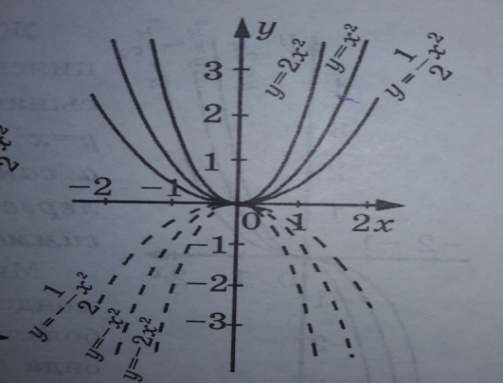 y
y=2x²
y=x²
y=1/2x²
3
2
1
-2
-1
0
1
2
x
-1
-2
-3
y=-1/2x²
y=-x²
y=-2x²